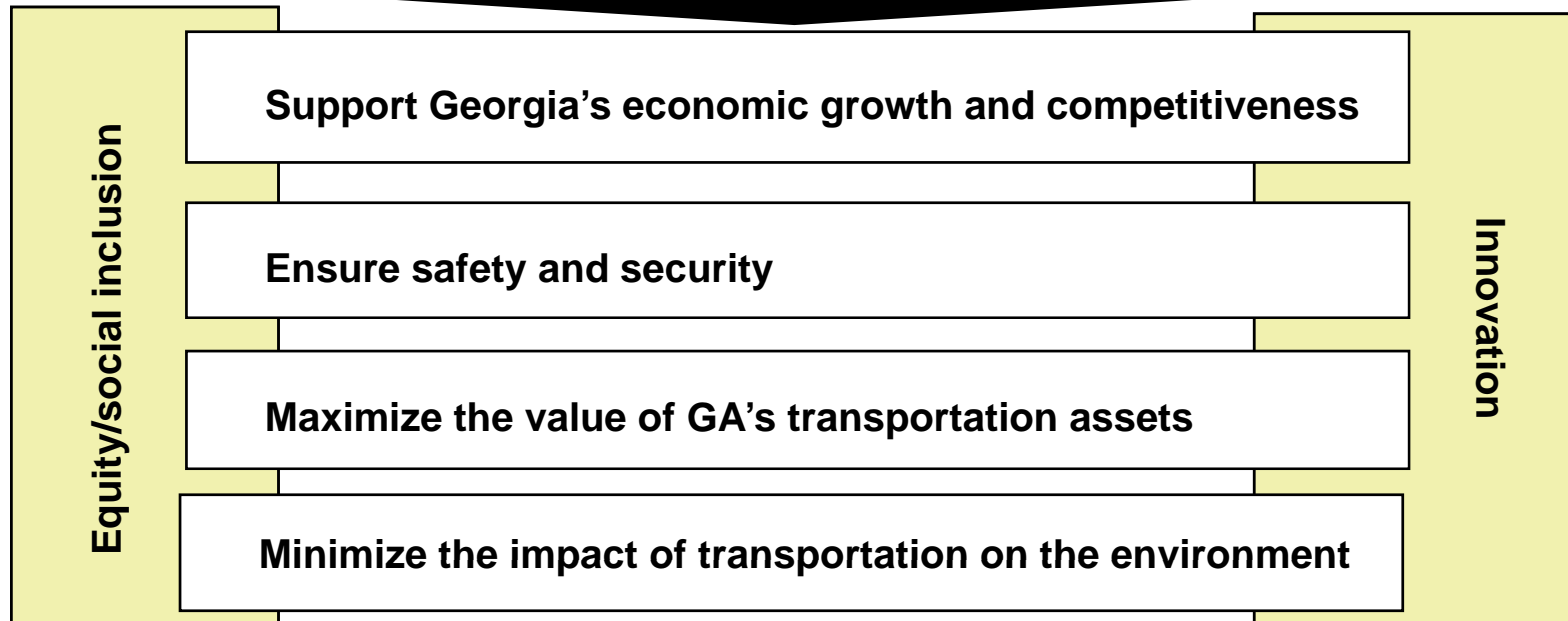 Support Georgia’s economic growth and competitiveness
Equity/social inclusion
Ensure safety and security
Innovation
Maximize the value of GA’s transportation assets
Minimize the impact of transportation on the environment